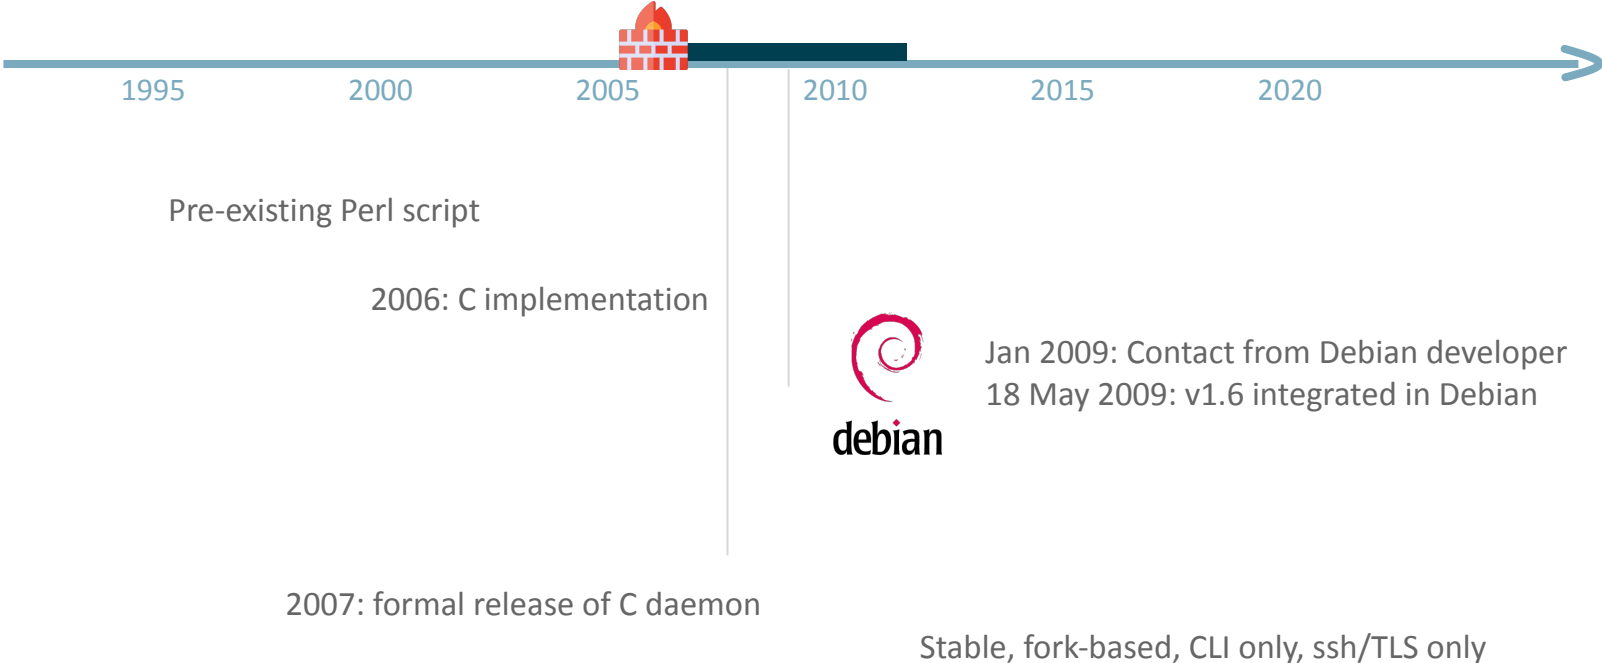 1995 2000 2005 2010 2015 2020
Pre-existing Perl script
2006: C implementation
Jan 2009: Contact from Debian developer
18 May 2009: v1.6 integrated in Debian
debian
2007: formal release of C daemon
Stable, fork-based, CLI only, ssh/TLS only